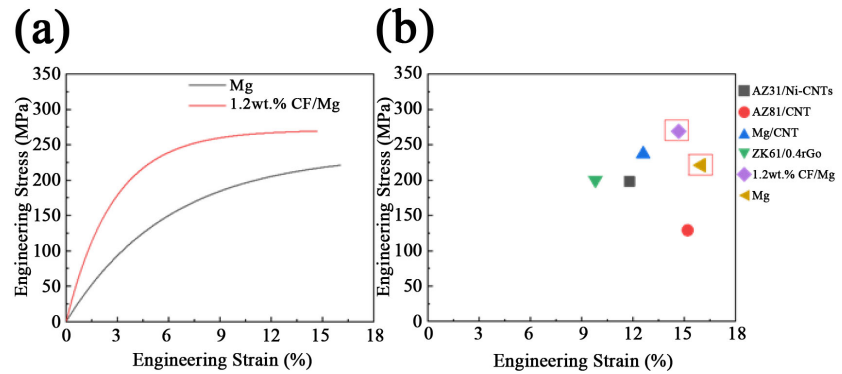 (a)
350
300
250
200
150
100
50
0
Engineering Stress (MPa)
0 3 6 9 12 15 18
Engineering Strain (%)
Mg
1.2wt.% CF/Mg
(b)
350
300
250
200
150
100
50
0
Engineering Stress (MPa)
0 3 6 9 12 15 18
Engineering Strain (%)
AZ31/Ni-CNTs
AZ81/CNT
Mg/CNT
ZK61/0.4rGo
1.2wt.% CF/Mg
Mg